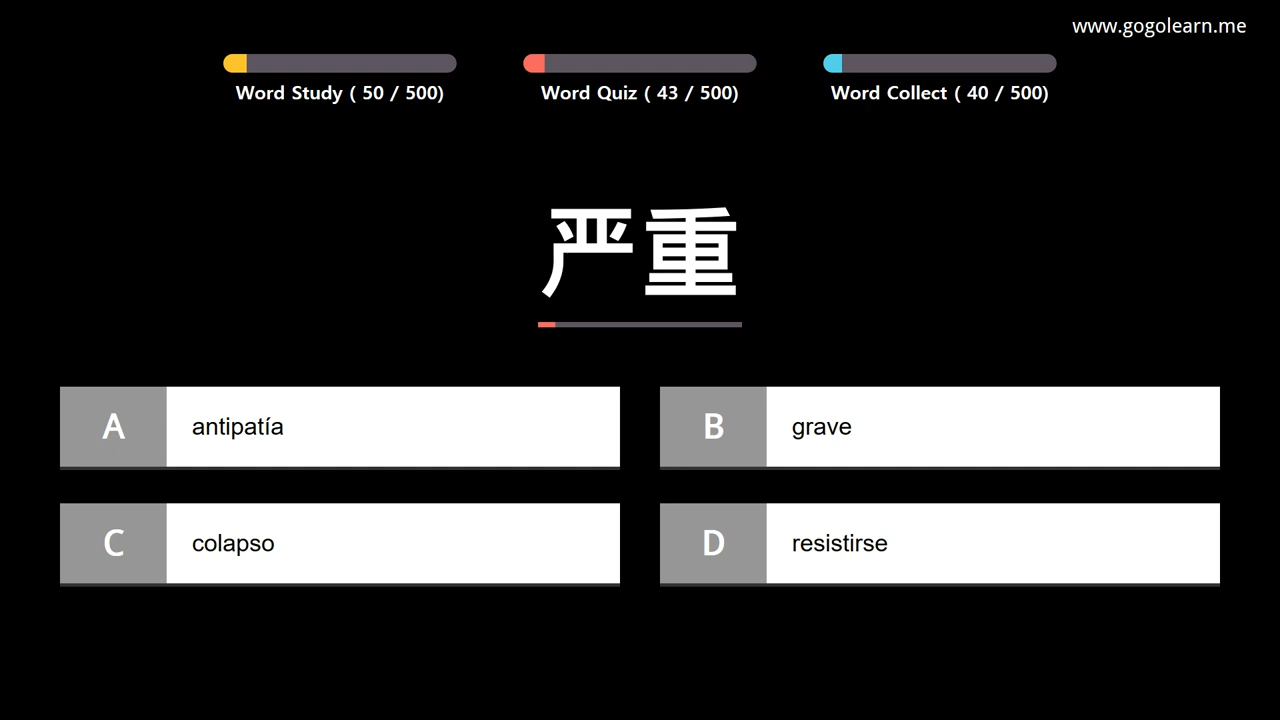 www.gogolearn.me
Word Study ( 50 / 500)
Word Quiz ( 43 / 500)
Word Collect ( 40 / 500)
严重
A antipatía
B grave
C colapso
D resistirse